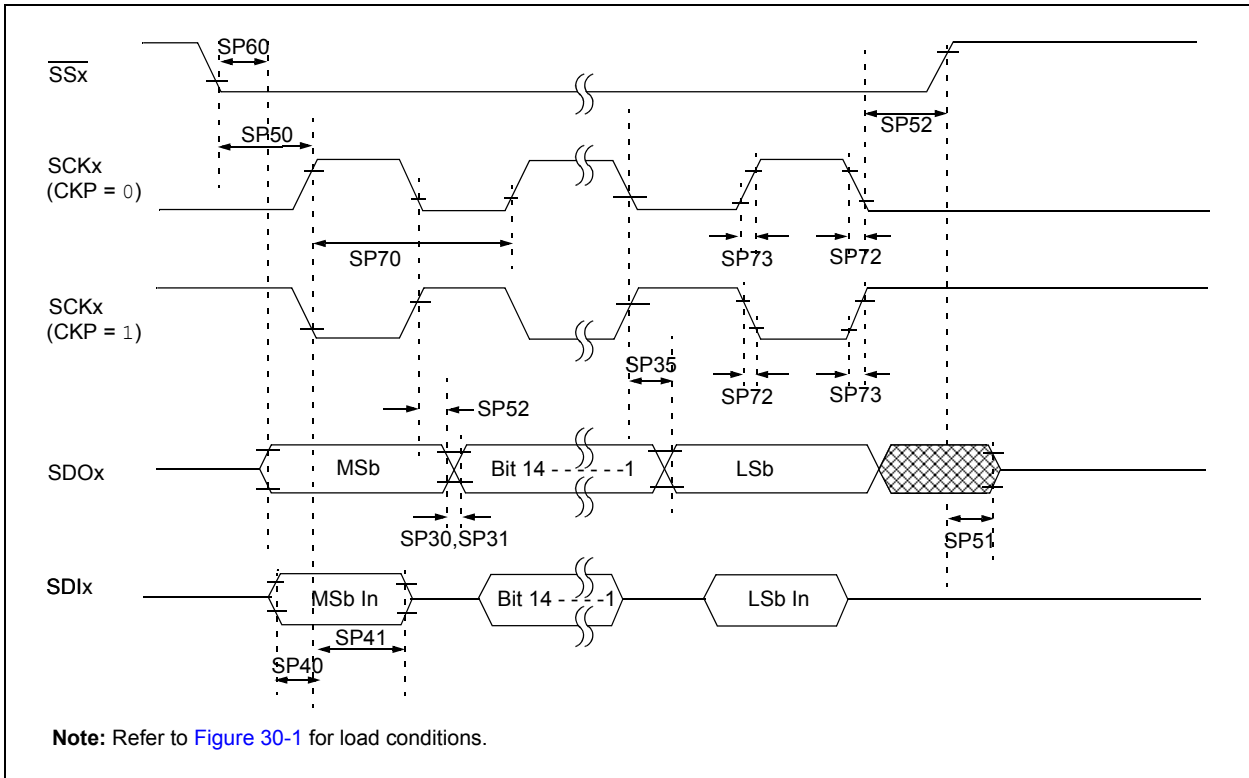 SP60
SSx
SP50
SP52
SCKx
(CKP = 0)
SP70
SP73
SP72
SCKx
(CKP = 1)
SP35
SP72
SP73
SP52
SDOx
MSb
Bit 14 - - - - - -1
LSb
SP30,SP31
SP51
SDIx
MSb In
Bit 14 - - - -1
LSb In
SP41
SP40
Note: Refer to Figure 30-1 for load conditions.